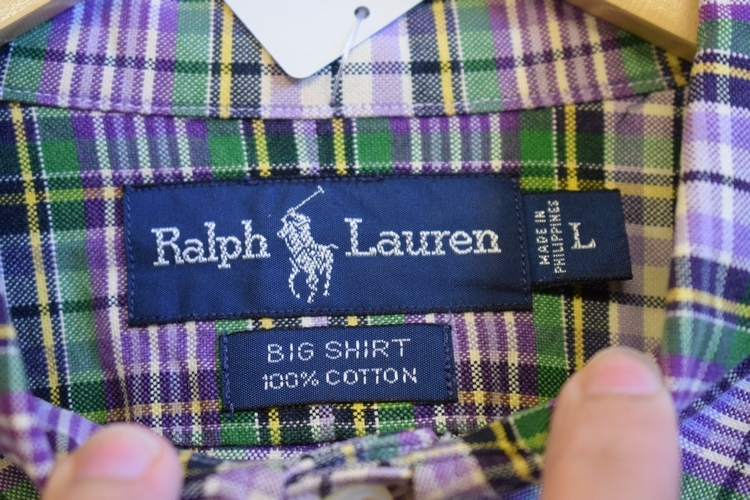 Ralph Lauren
MADE IN
PHILIPPINES
L
BIG SHIRT
100% COTTON